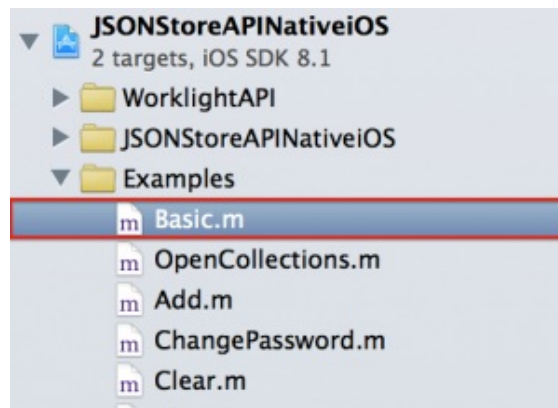 JSONStoreAPINativeiOS
2 targets, iOS SDK 8.1
WorklightAPI
JSONStoreAPINativeiOS
Examples
m Basic.m
m OpenCollections.m
m Add.m
m ChangePassword.m
m Clear.m